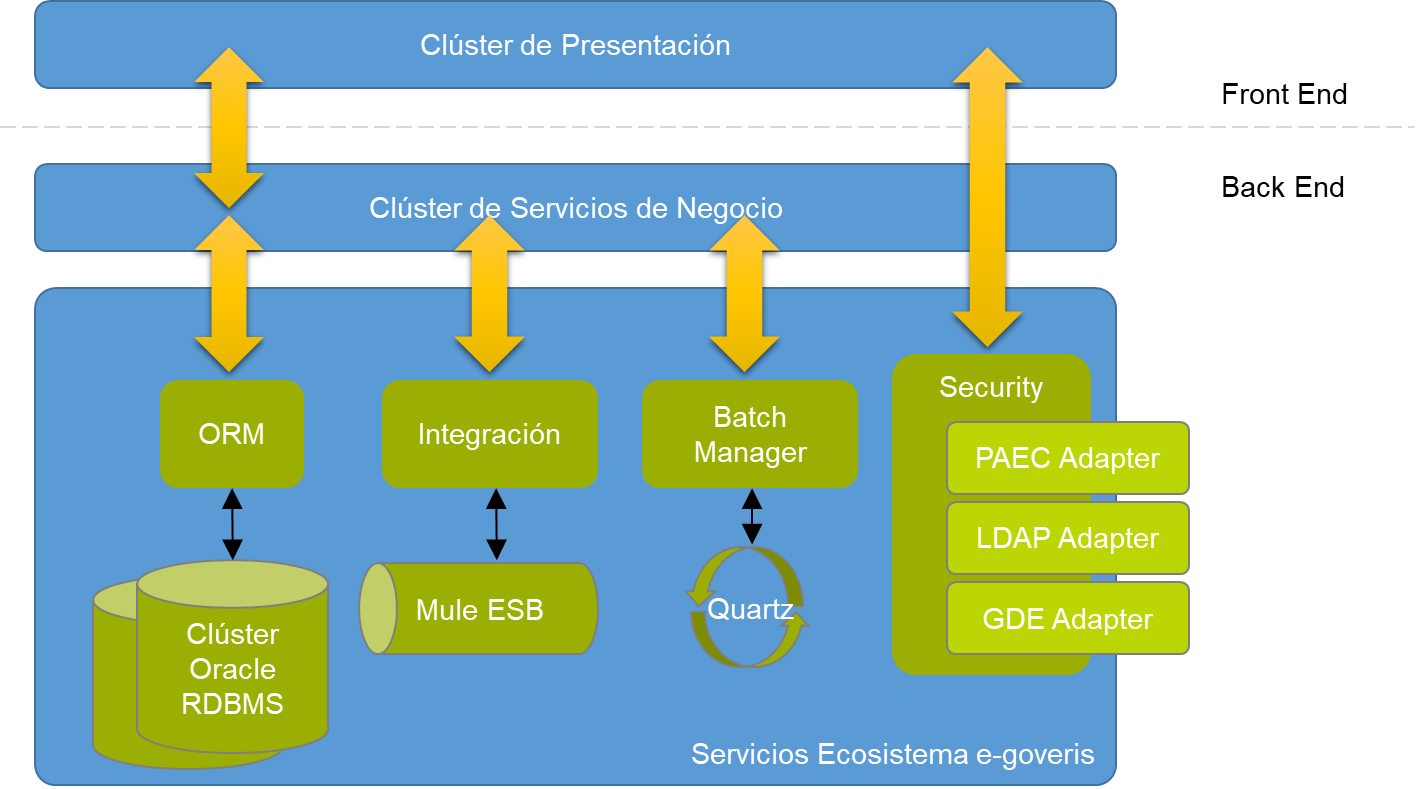 Clúster de Presentación
Front End
Back End
Clúster de Servicios de Negocio
ORM
Integración
Batch
Manager
Security
PAEC Adapter
LDAP Adapter
GDE Adapter
Clúster
Oracle
RDBMS
Mule ESB
Quartz
Servicios Ecosistema e-goveris